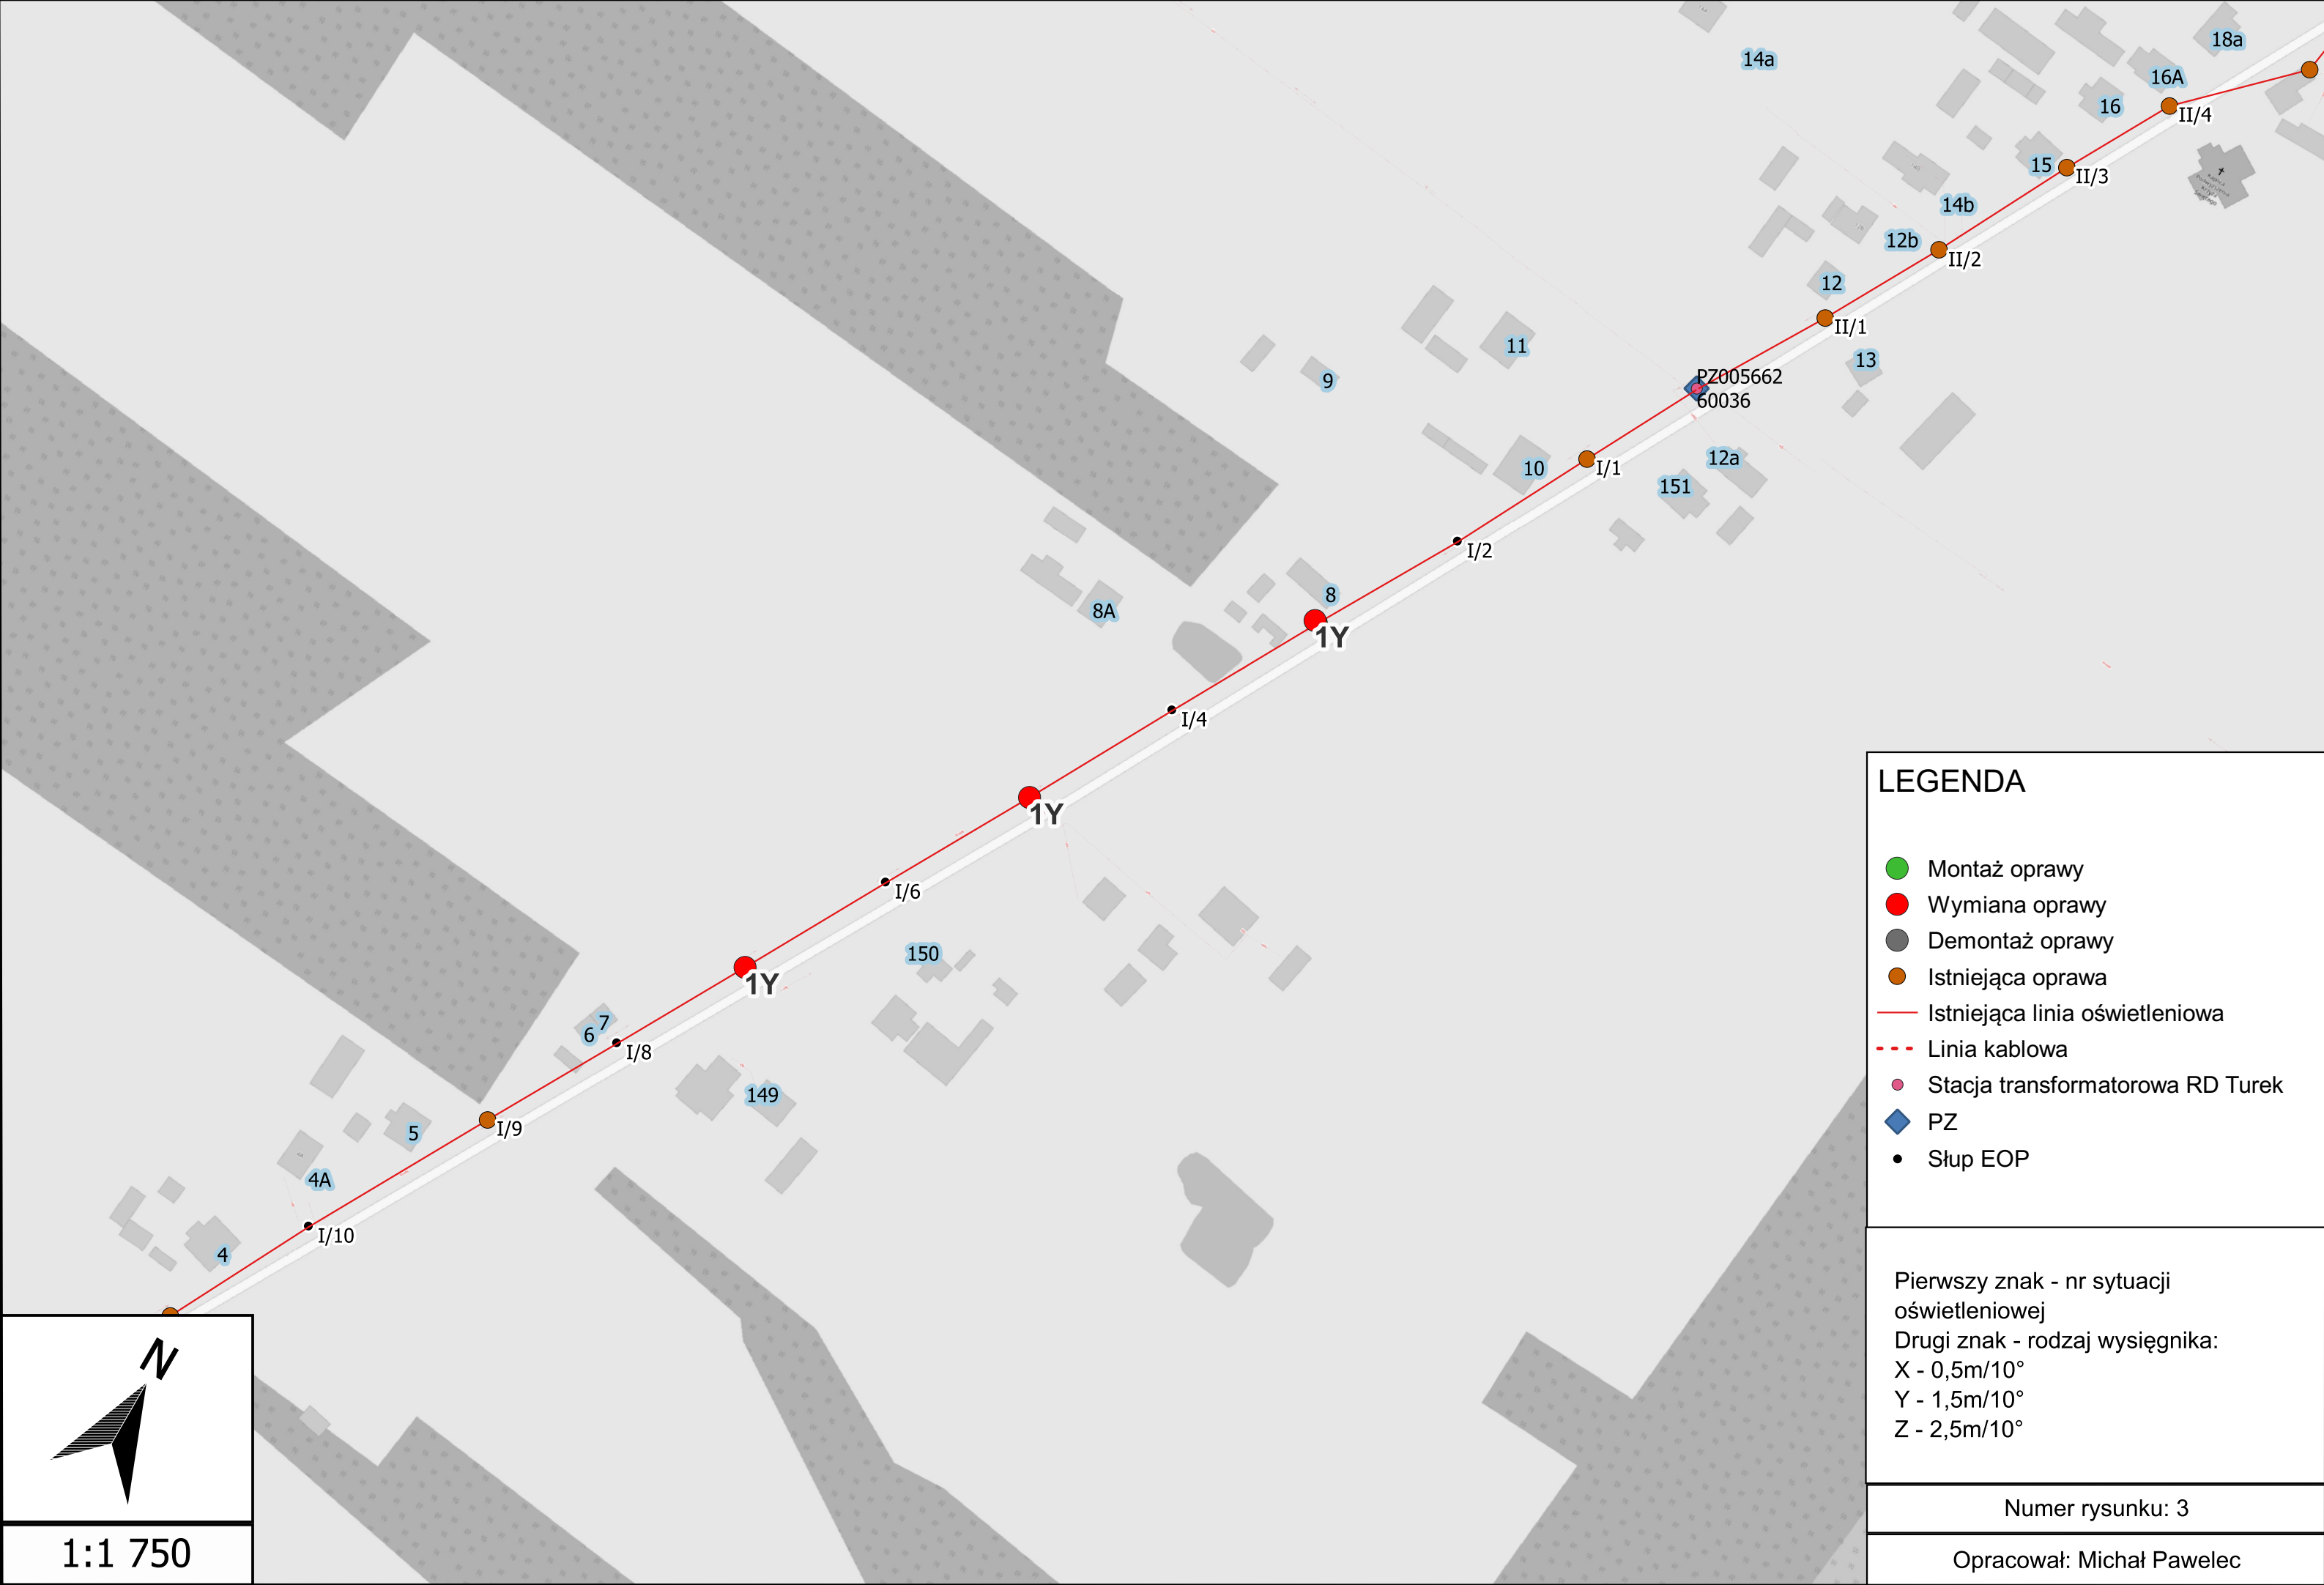 18a
14a
16A
16
II/4
15
II/3
14b
12b
II/2
12
II/1
11
13
9
PZ005662
60036
10
I/1
12a
151
I/2
8
8A
1Y
I/4
1Y
I/6
150
1Y
7
6
I/8
149
5
I/9
4A
I/10
4
N
1:1 750
LEGENDA
Montaż oprawy
Wymiana oprawy
Demontaż oprawy
Istniejąca oprawa
Istniejąca linia oświetleniowa
Linia kablowa
Stacja transformatorowa RD Turek
PZ
Słup EOP
Pierwszy znak - nr sytuacji
oświetleniowej
Drugi znak - rodzaj wysięgnika:
X - 0,5m/10°
Y - 1,5m/10°
Z - 2,5m/10°
Numer rysunku: 3
Opracował: Michał Pawelec